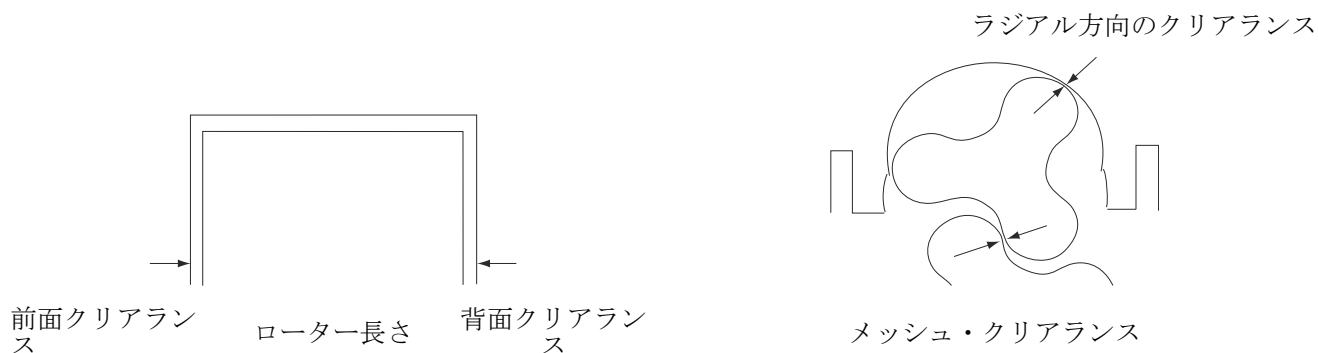 ラジアル方向のクリアランス
前面クリアラン
ス
ローター長さ
背面クリアラン
ス
メッシュ・クリアランス